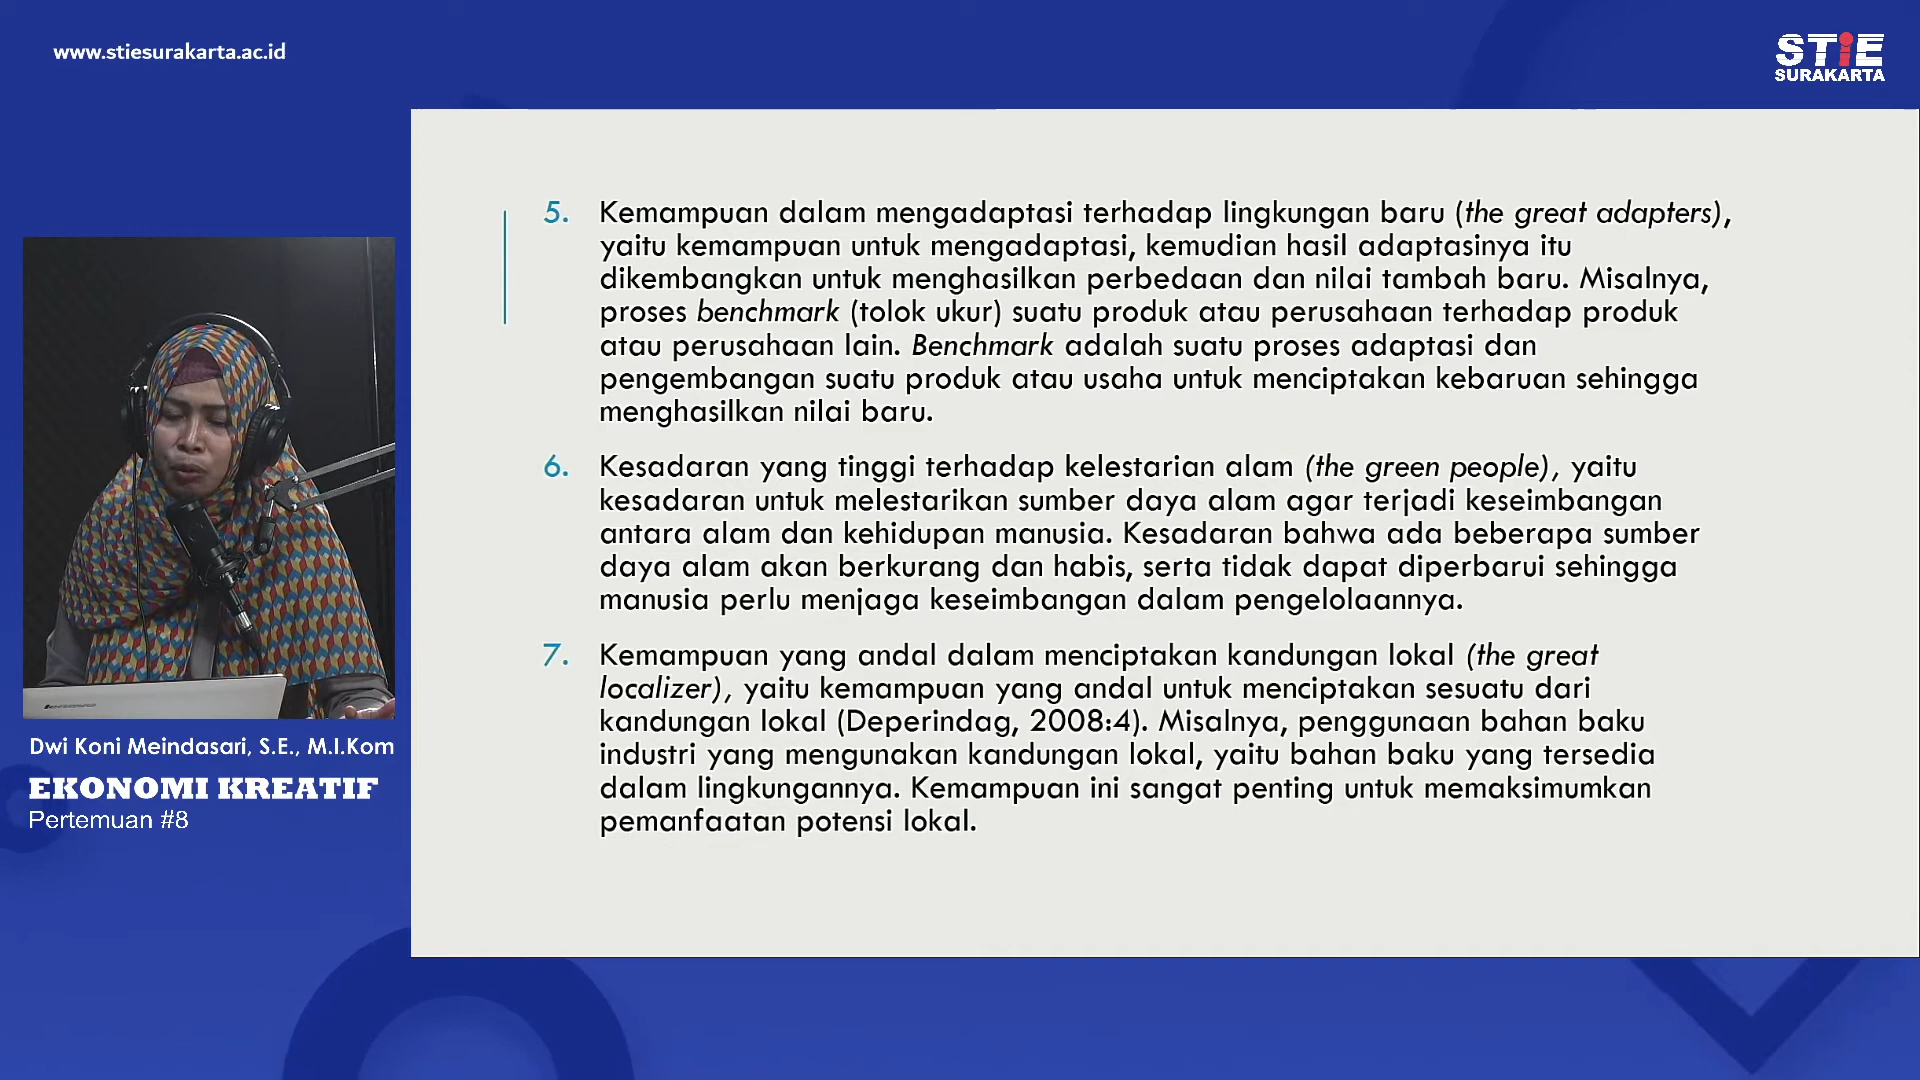 www.stiesurakarta.ac.id
STiE
SURAKARTA
5. Kemampuan dalam mengadaptasi terhadap lingkungan baru (the great adapters),
yaitu kemampuan untuk mengadaptasi, kemudian hasil adaptasinya itu
dikembangkan untuk menghasilkan perbedaan dan nilai tambah baru. Misalnya,
proses benchmark (tolok ukur) suatu produk atau perusahaan terhadap produk
atau perusahaan lain. Benchmark adalah suatu proses adaptasi dan
pengembangan suatu produk atau usaha untuk menciptakan kebaruan sehingga
menghasilkan nilai baru.
6. Kesadaran yang tinggi terhadap kelestarian alam (the green people), yaitu
kesadaran untuk melestarikan sumber daya alam agar terjadi keseimbangan
antara alam dan kehidupan manusia. Kesadaran bahwa ada beberapa sumber
daya alam akan berkurang dan habis, serta tidak dapat diperbarui sehingga
manusia perlu menjaga keseimbangan dalam pengelolaannya.
7. Kemampuan yang andal dalam menciptakan kandungan lokal (the great
localizer), yaitu kemampuan yang andal untuk menciptakan sesuatu dari
kandungan lokal (Deperindag, 2008:4). Misalnya, penggunaan bahan baku
industri yang mengunakan kandungan lokal, yaitu bahan baku yang tersedia
dalam lingkungannya. Kemampuan ini sangat penting untuk memaksimumkan
pemanfaatan potensi lokal.
Dwi Koni Meindasari, S.E., M.I.Kom
EKONOMI KREATIF
Pertemuan #8